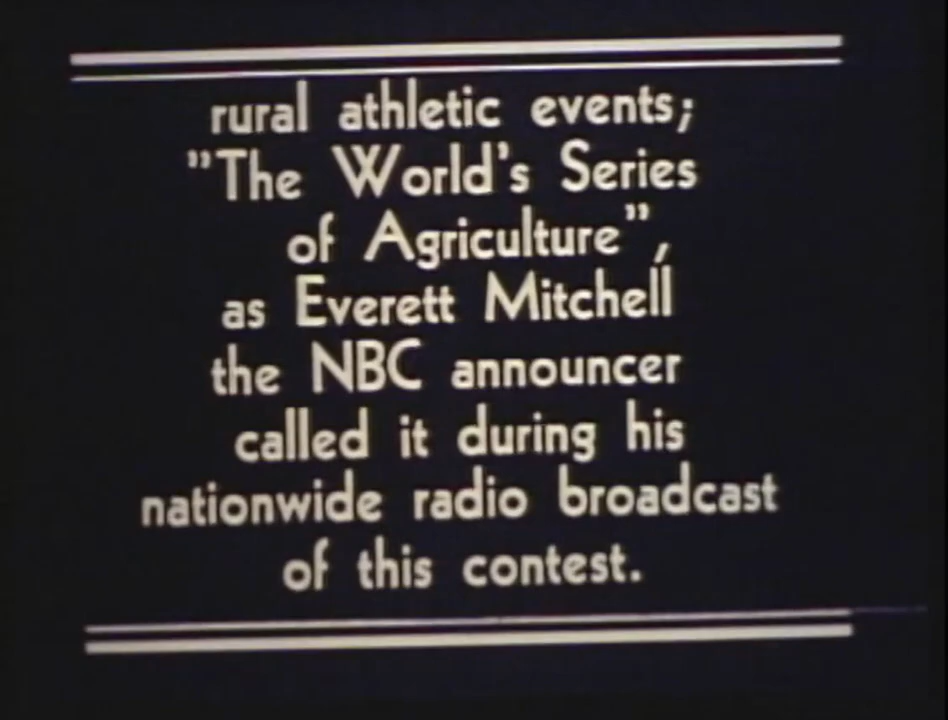 rural athletic events;
"The World's Series
of Agriculture",
as Everett Mitchell
the NBC announcer
called it during his
nationwide radio broadcast
of this contest.